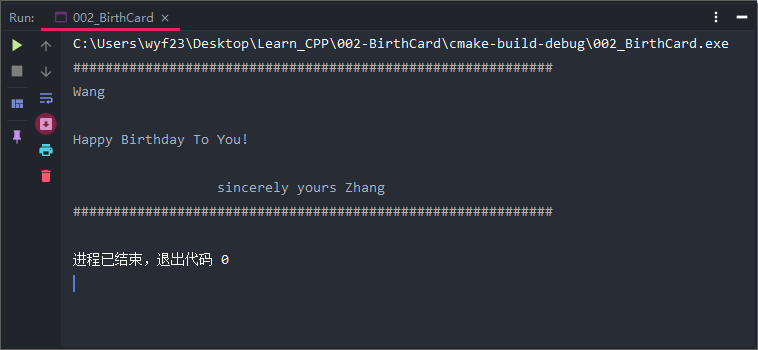 Run: 002_BirthCard ×
C:\Users\wyf23\Desktop\Learn_CPP\002-BirthCard\cmake-build-debug\002_BirthCard.exe
############################################################
Wang
Happy Birthday To You!
sincerely yours Zhang
############################################################
进程已结束，退出代码 0